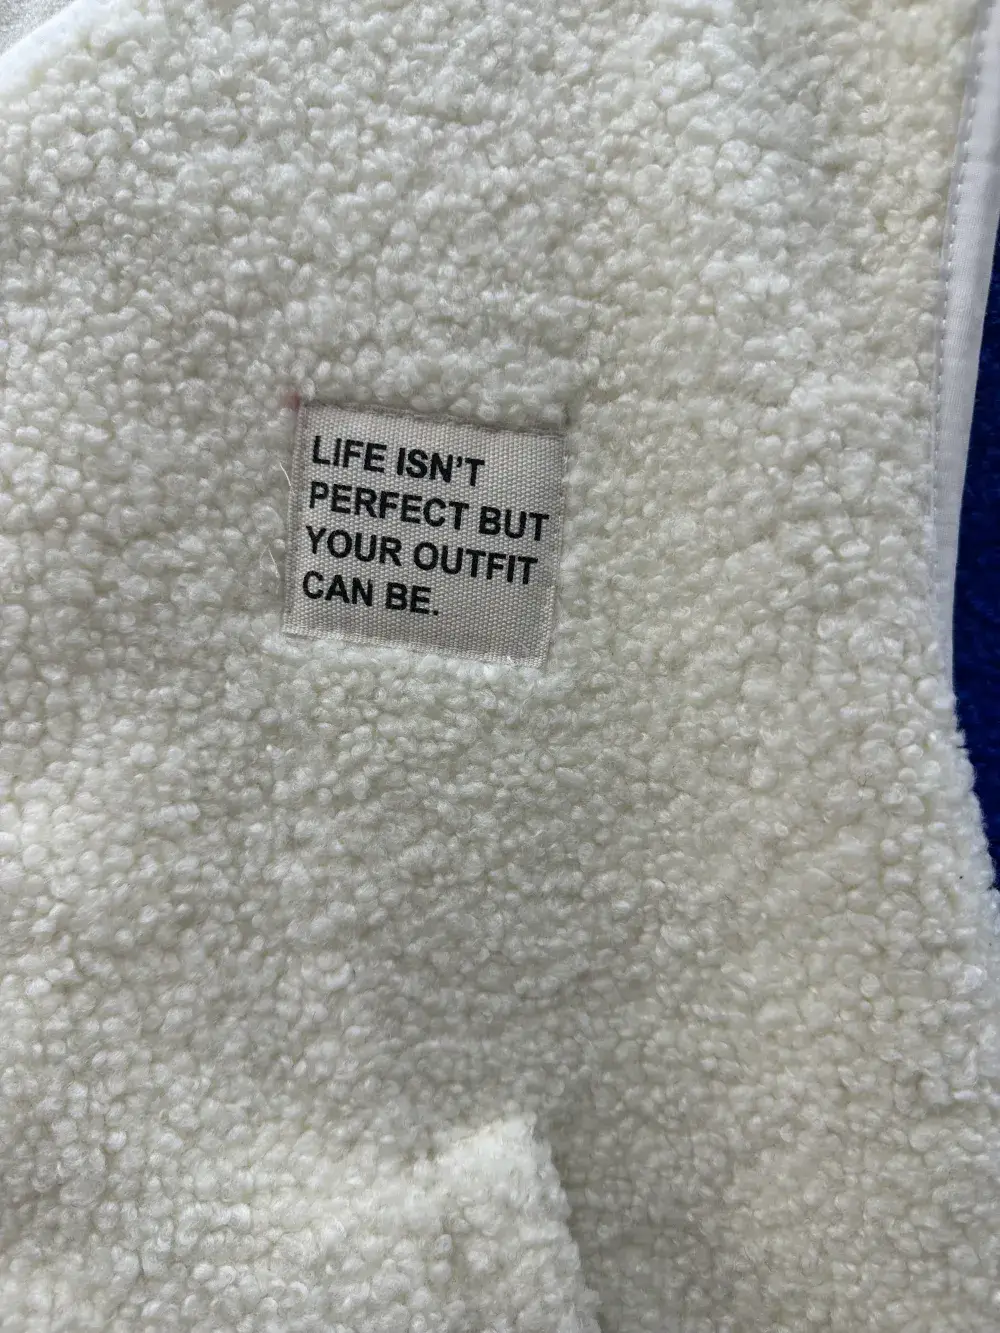 LIFE ISN'T
PERFECT BUT
YOUR OUTFIT
CAN BE.